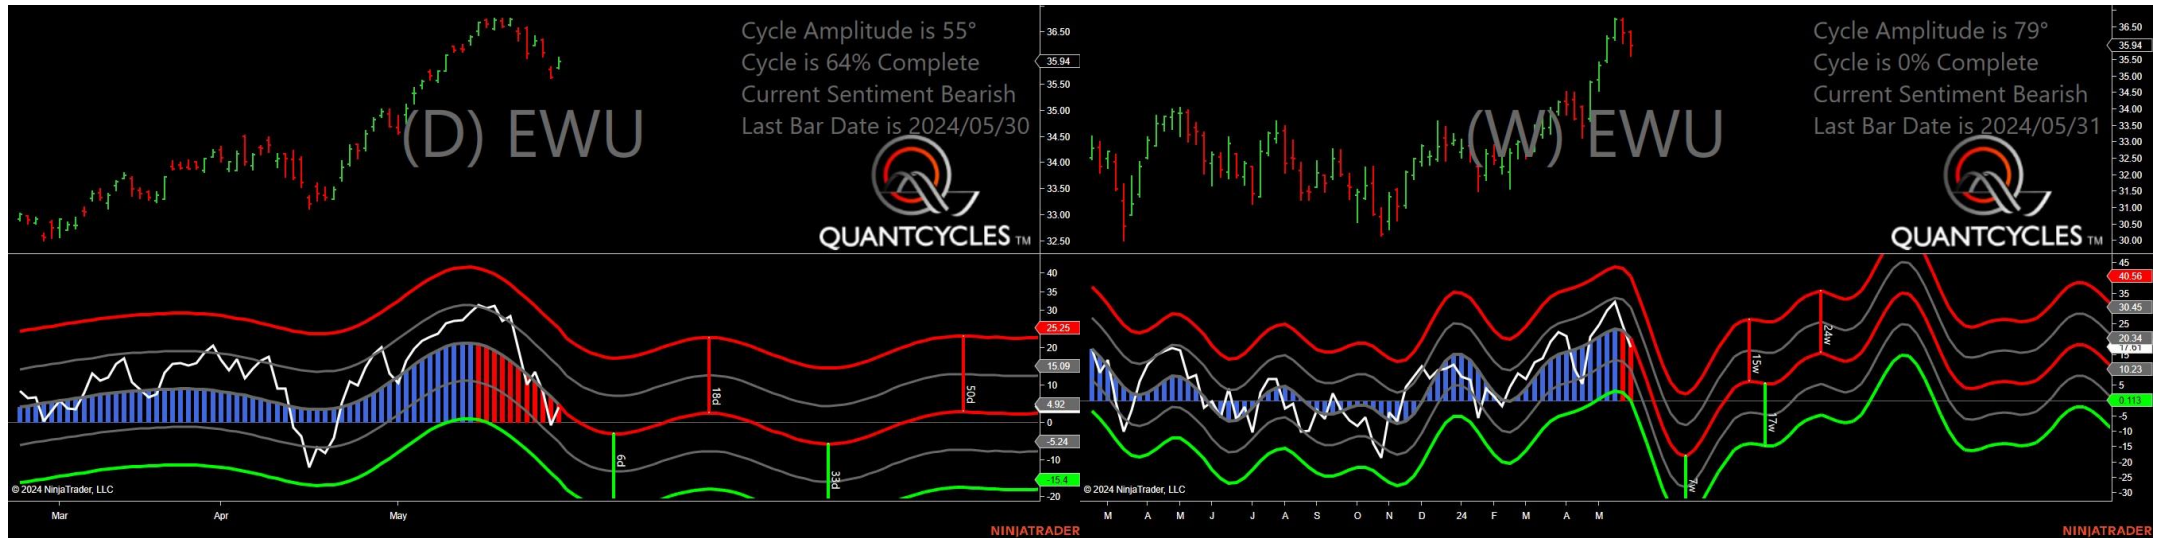 Cycle Amplitude is 55°
Cycle is 64% Complete
Current Sentiment Bearish
Last Bar Date is 2024/05/30
(D) EWU
QUANTCYCLES TM
36.50
35.94
35.50
35.00
34.50
34.00
33.50
33.00
32.50
40
35
30
25.25
20
15.09
10
4.92
0
-5.24
-10
-15.4
-20
18d
50d
6d
33d
© 2024 NinjaTrader, LLC
Mar
Apr
May
NINJATRADER
Cycle Amplitude is 79°
Cycle is 0% Complete
Current Sentiment Bearish
Last Bar Date is 2024/05/31
(W) EWU
QUANTCYCLES TM
36.50
35.94
35.50
35.00
34.50
34.00
33.50
33.00
32.50
32.00
31.50
31.00
30.50
30.00
45
40.56
35
30.45
25
20.34
17.61
15
10.23
5
0.113
-5
-10
-15
-20
-25
-30
15w
24w
17w
7w
© 2024 NinjaTrader, LLC
M A M J J A S O N D 24 F M A M
NINJATRADER